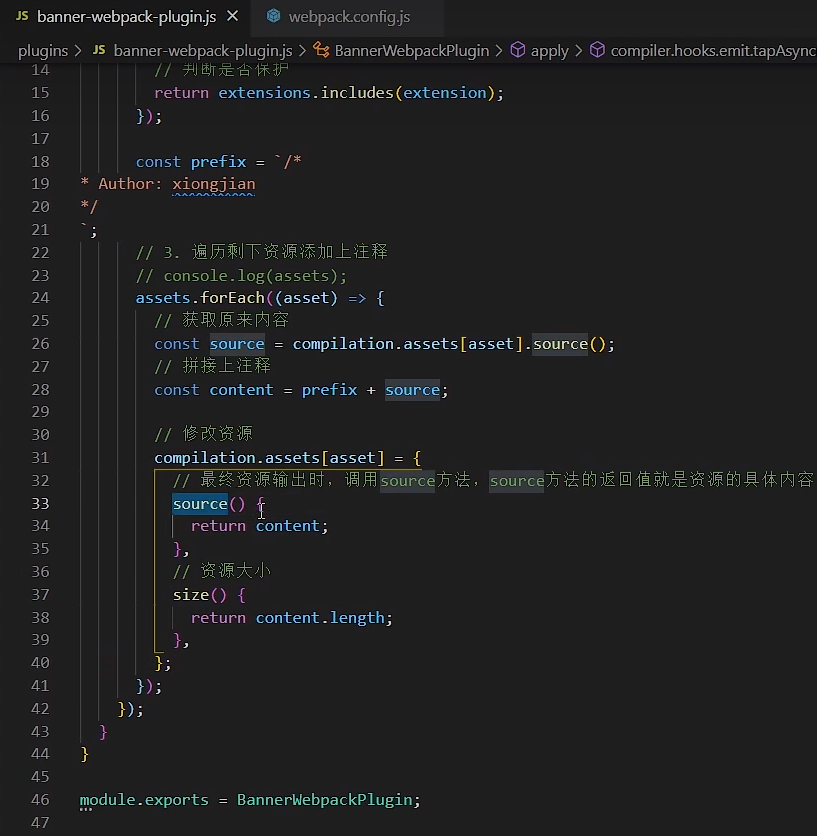 JS banner-webpack-plugin.js × webpack.config.js
plugins > JS banner-webpack-plugin.js > BannerWebpackPlugin > apply > compiler.hooks.emit.tapAsync
14 // 判断是否保护
15 return extensions.includes(extension);
16 });
17
18 const prefix = `/*
19 * Author: xiongjian
20 */
21 `;
22 // 3. 遍历剩下资源添加上注释
23 // console.log(assets);
24 assets.forEach((asset) => {
25 // 获取原来内容
26 const source = compilation.assets[asset].source();
27 // 拼接上注释
28 const content = prefix + source;
29
30 // 修改资源
31 compilation.assets[asset] = {
32 // 最终资源输出时，调用source方法，source方法的返回值就是资源的具体内容
33 source() {
34 return content;
35 },
36 // 资源大小
37 size() {
38 return content.length;
39 },
40 };
41 });
42 });
43 }
44 }
45
46 module.exports = BannerWebpackPlugin;
47